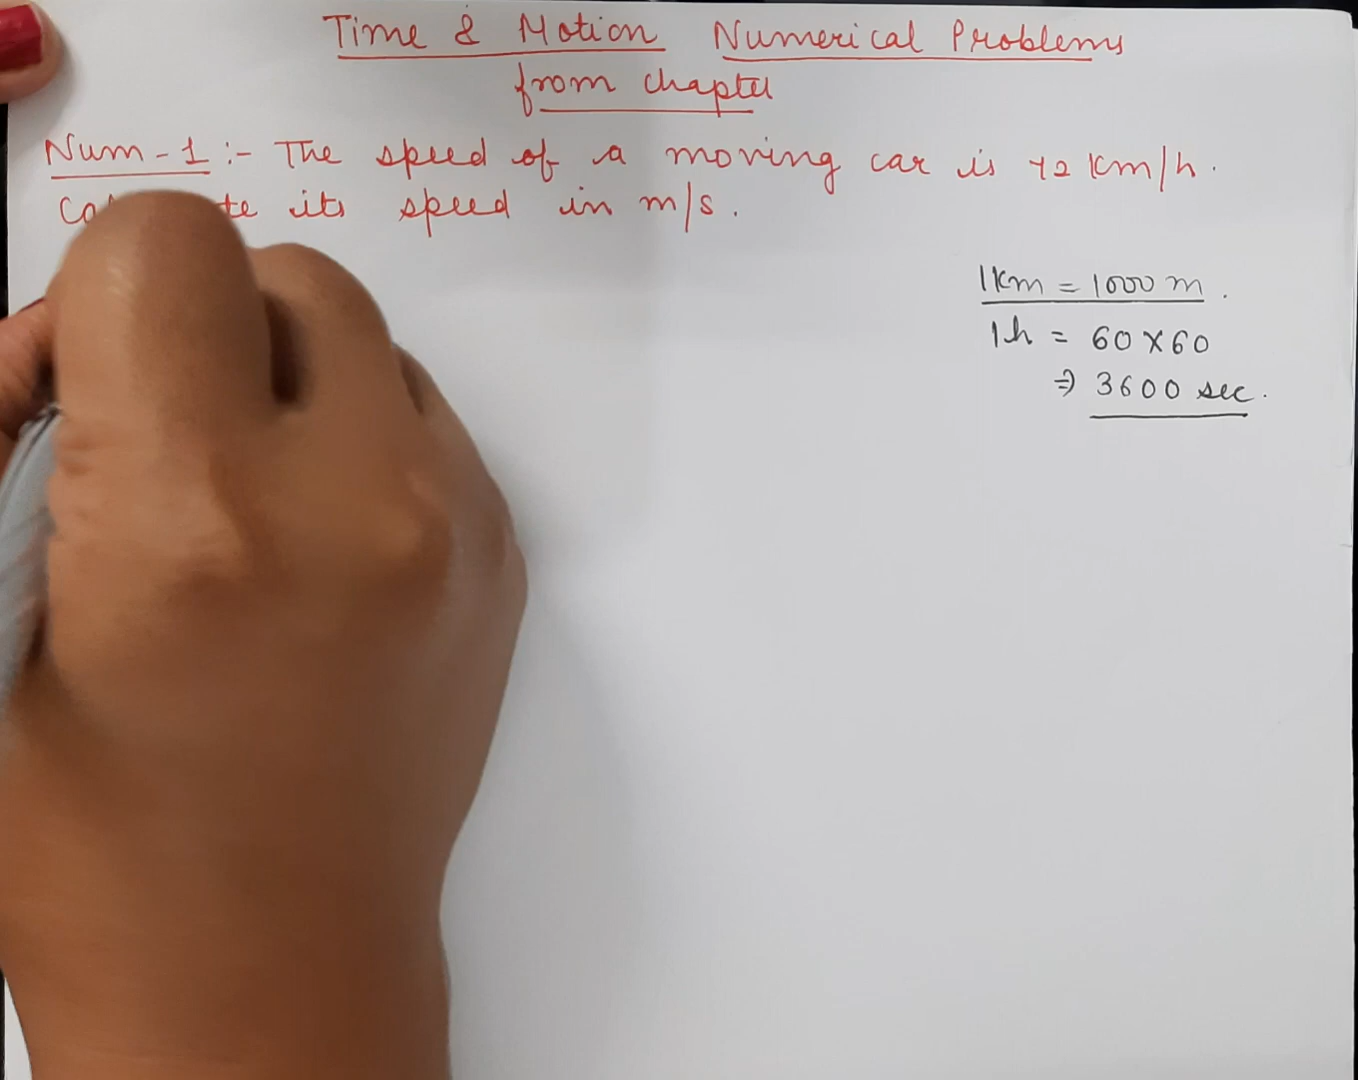 Time & Motion Numerical Problems
from chapter
Num-1 :- The speed of a moving car is 72 km/h.
its speed in m/s.
1km = 1000 m.
1h = 60 x 60
⇒ 3600 sec.